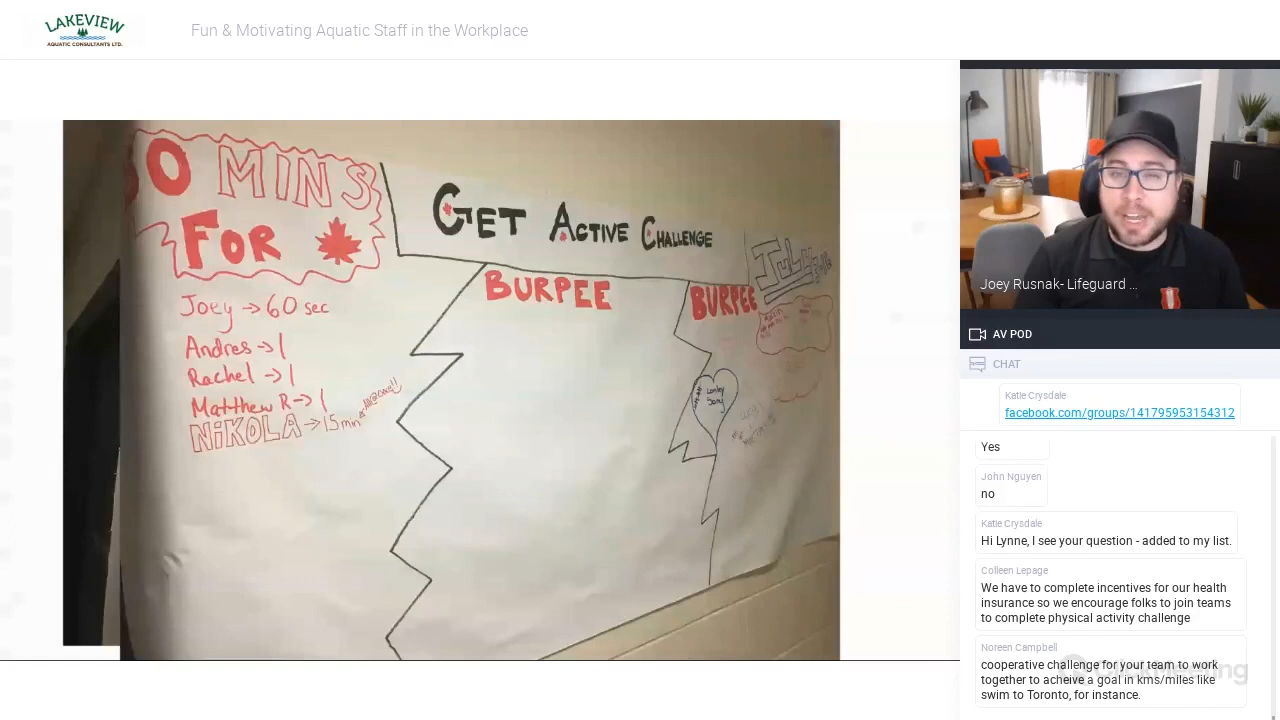 LAKEVIEW
AQUATIC CONSULTANTS LTD.
Fun & Motivating Aquatic Staff in the Workplace
0 MINS
FOR
Joey → 60 sec
Andres → 1
Rachel → 1
Matthew R → 1
NIKOLA → 15 min
GET ACTIVE CHALLENGE
BURPEE
BURPEE
Joey Rusnak- Lifeguard ...
AV POD
CHAT
Katie Crysdale
facebook.com/groups/141795953154312
Yes
John Nguyen
no
Katie Crysdale
Hi Lynne, I see your question - added to my list.
Colleen Lepage
We have to complete incentives for our health
insurance so we encourage folks to join teams
to complete physical activity challenge
Noreen Campbell
cooperative challenge for your team to work
together to acheive a goal in kms/miles like
swim to Toronto, for instance.
ClickMeeting